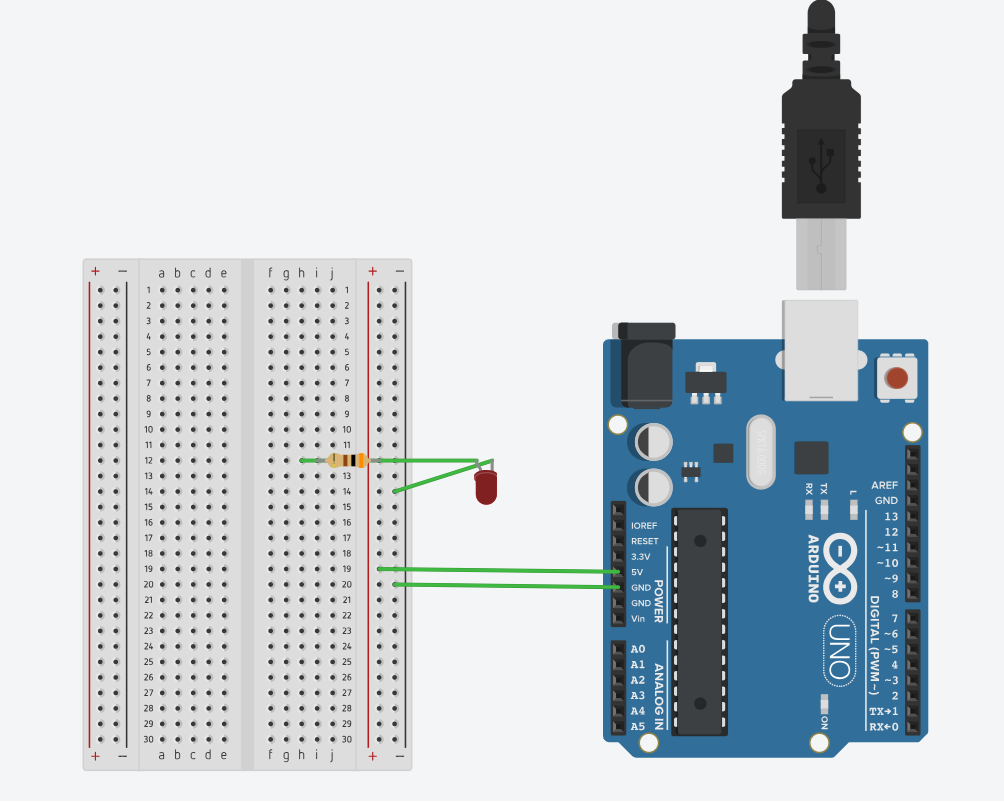 + − a b c d e f g h i j + −
1 1
2 2
3 3
4 4
5 5
6 6
7 7
8 8
9 9
10 10
11 11
12
13 13
14 14
15 15
16 16
17 17
18 18
19 19
20 20
21 21
22 22
23 23
24 24
25 25
26 26
27 27
28 28
29 29
30 30
+ − a b c d e f g h i j + −
IOREF
RESET
3.3V
5V
GND
GND
Vin
POWER
A0
A1
A2
A3
A4
A5
ANALOG IN
RX
TX
L
ARDUINO
UNO
ON
AREF
GND
13
12
~11
~10
~9
8
7
~6
~5
4
~3
2
TX→1
RX←0
DIGITAL (PWM~)